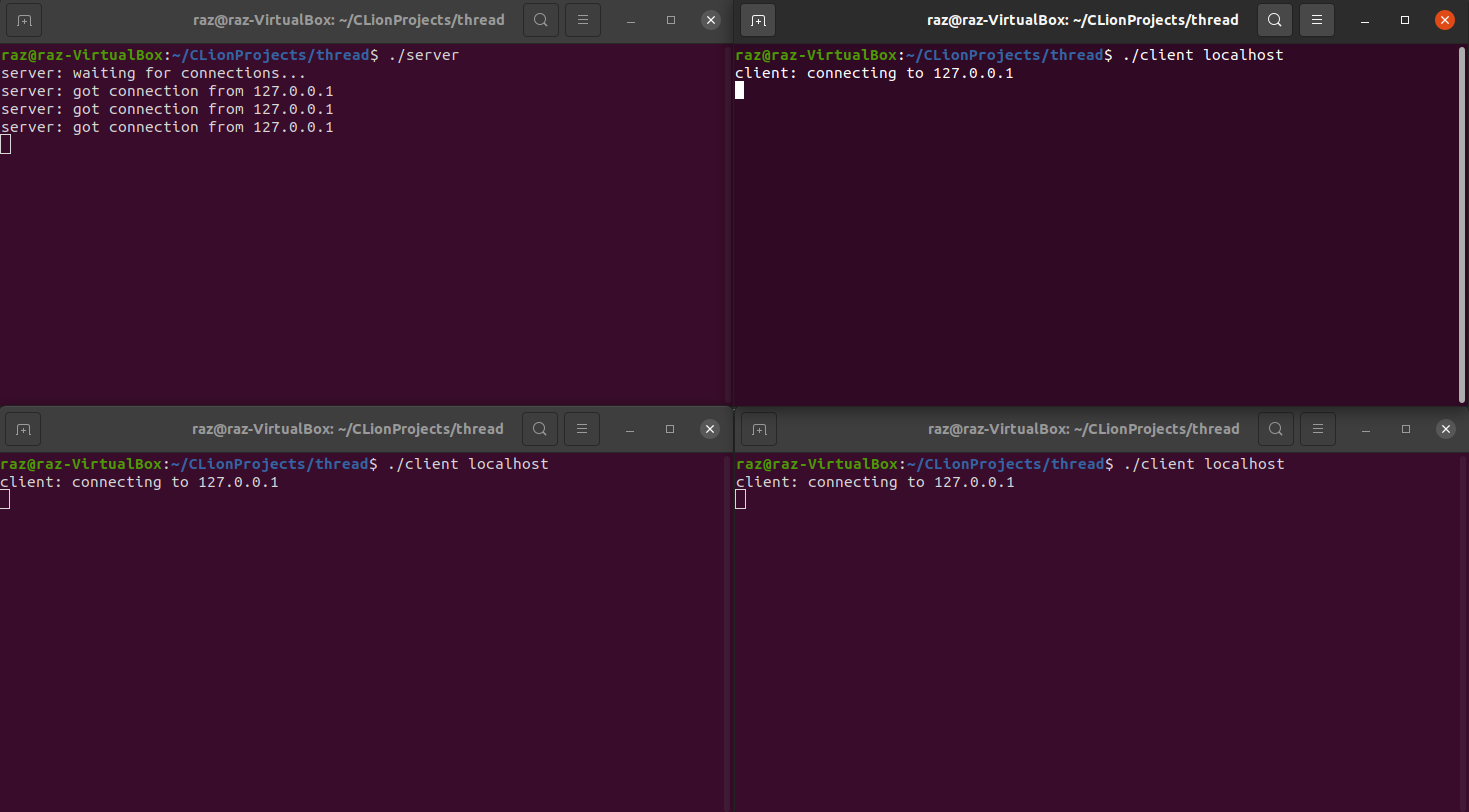 raz@raz-VirtualBox: ~/CLionProjects/thread
raz@raz-VirtualBox:~/CLionProjects/thread$ ./server
server: waiting for connections...
server: got connection from 127.0.0.1
server: got connection from 127.0.0.1
server: got connection from 127.0.0.1
raz@raz-VirtualBox: ~/CLionProjects/thread
raz@raz-VirtualBox:~/CLionProjects/thread$ ./client localhost
client: connecting to 127.0.0.1
raz@raz-VirtualBox: ~/CLionProjects/thread
raz@raz-VirtualBox:~/CLionProjects/thread$ ./client localhost
client: connecting to 127.0.0.1
raz@raz-VirtualBox: ~/CLionProjects/thread
raz@raz-VirtualBox:~/CLionProjects/thread$ ./client localhost
client: connecting to 127.0.0.1